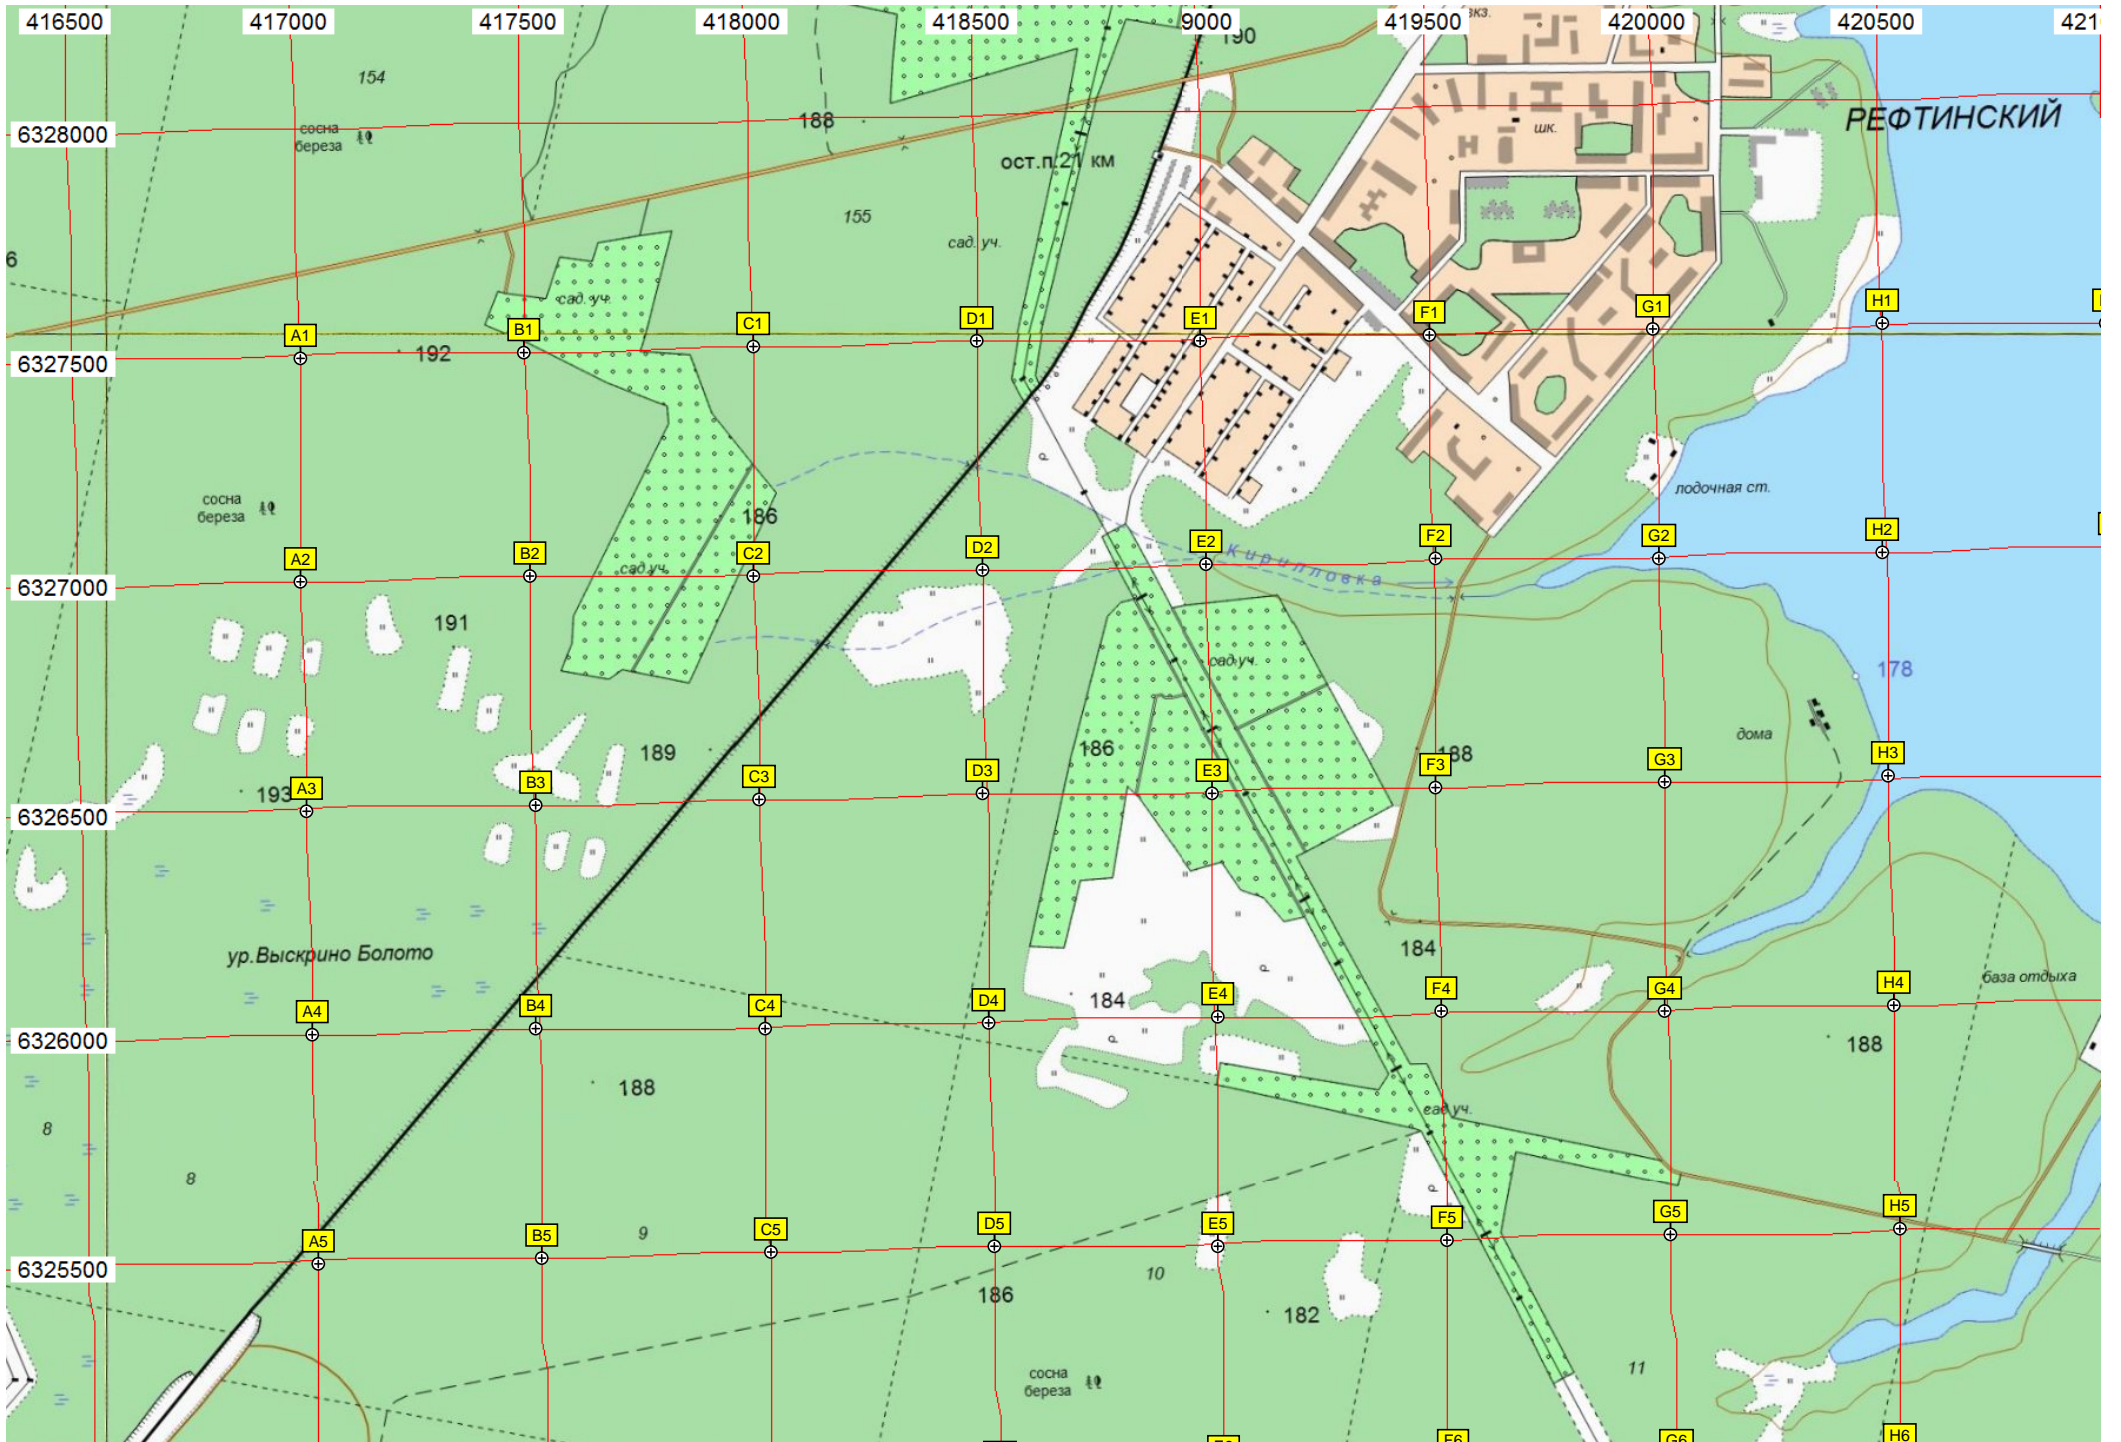 416500 417000 417500 418000 418500 9000 419500 420000 420500 421
190
154
188
6328000
сосна
береза
РЕФТИНСКИЙ
шк.
ост.п.21 км
155
сад. уч.
6
сад. уч.
A1 B1 C1 D1 E1 F1 G1 H1
192
6327500
сосна
береза
186
лодочная ст.
A2 B2 C2 D2 E2 F2 G2 H2
Кирилловка
сад. уч.
6327000
191
сад. уч.
178
189
186
188
дома
A3 B3 C3 D3 E3 F3 G3 H3
193
6326500
ур.Выскрино Болото
184
база отдыха
A4 B4 C4 D4 E4 F4 G4 H4
184
6326000
188
188
сад. уч.
8
8
9
A5 B5 C5 D5 E5 F5 G5 H5
6325500
10
186
182
11
сосна
береза
F6 G6 H6